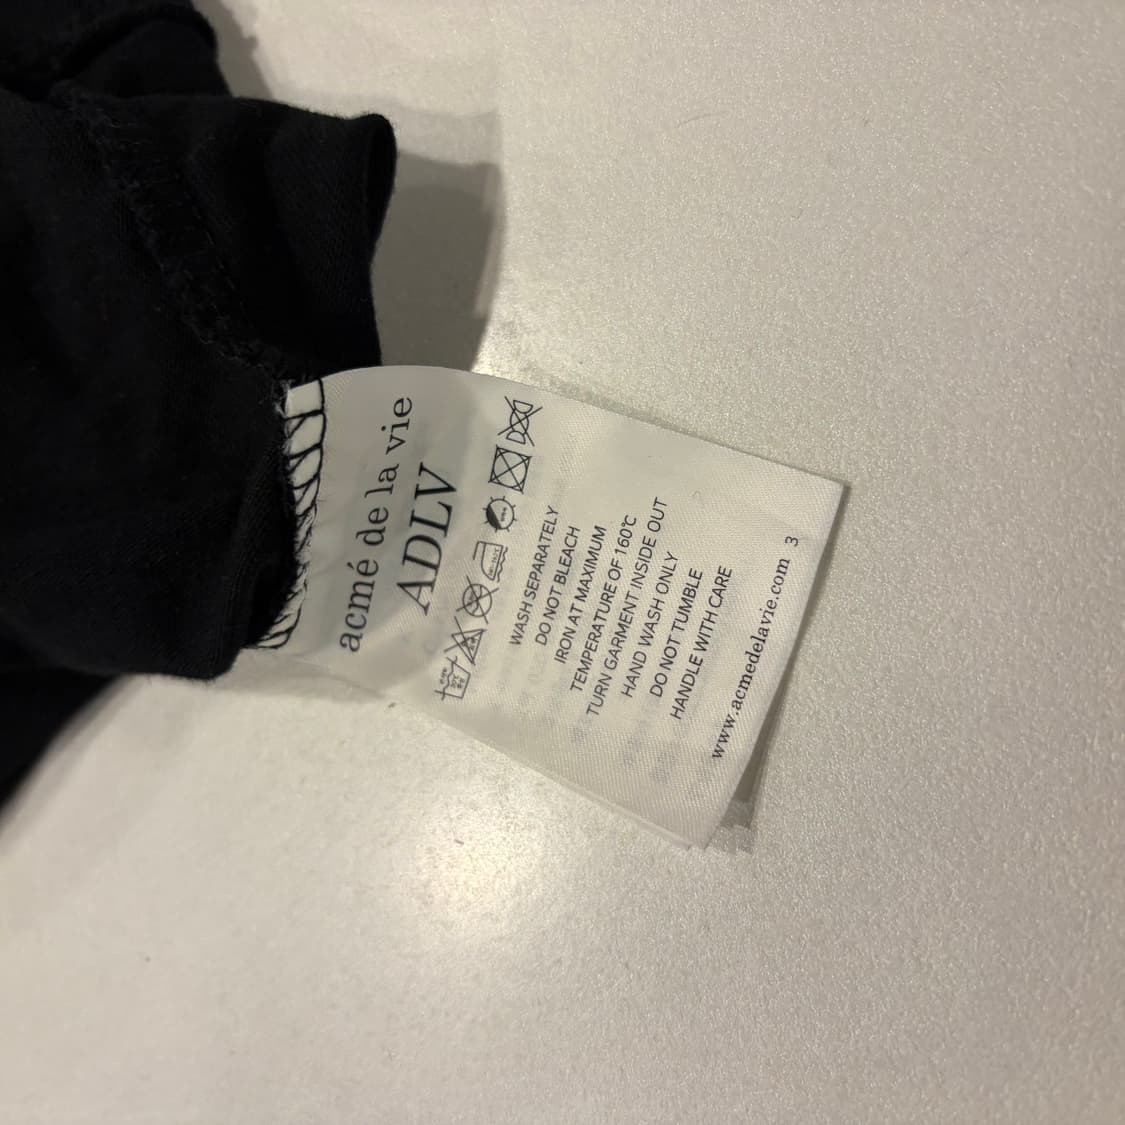 acmé de la vie
ADLV
WASH SEPARATELY
DO NOT BLEACH
IRON AT MAXIMUM
TEMPERATURE OF 160℃
TURN GARMENT INSIDE OUT
HAND WASH ONLY
DO NOT TUMBLE
HANDLE WITH CARE
www.acmedelavie.com 3